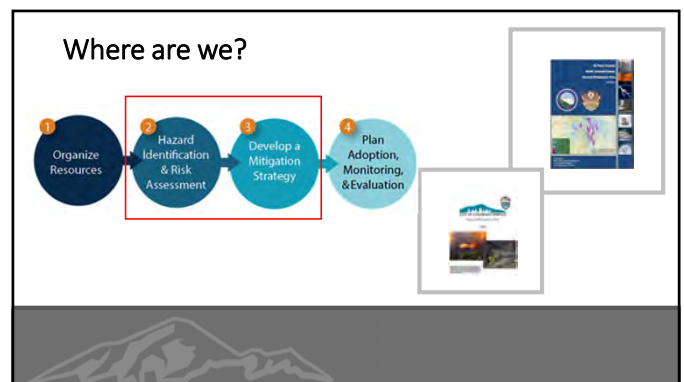 Where are we?
1
Organize
Resources
2
Hazard
Identification
& Risk
Assessment
3
Develop a
Mitigation
Strategy
4
Plan
Adoption,
Monitoring,
&Evaluation